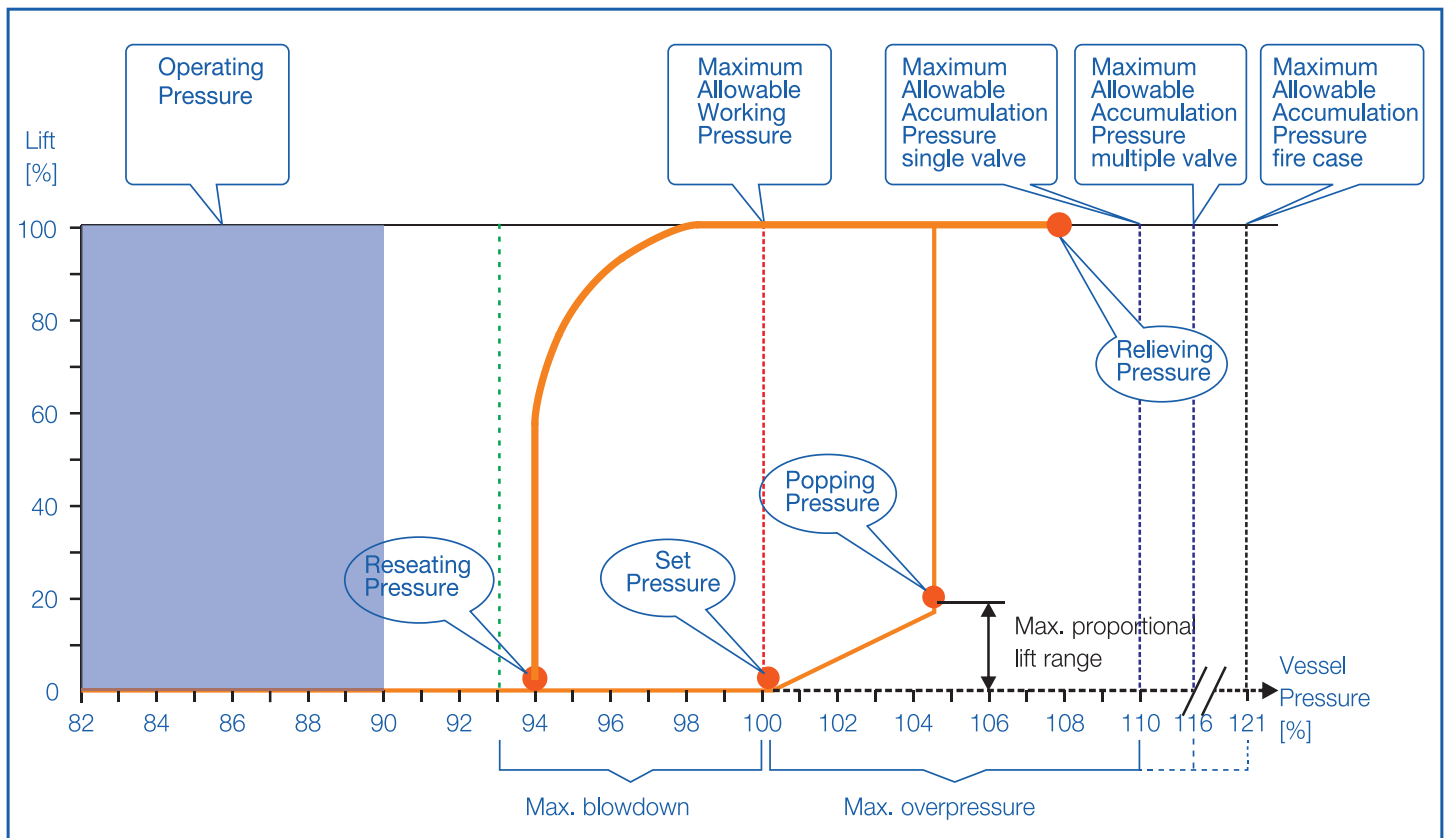 Operating
Pressure
Maximum
Allowable
Working
Pressure
Maximum
Allowable
Accumulation
Pressure
single valve
Maximum
Allowable
Accumulation
Pressure
multiple valve
Maximum
Allowable
Accumulation
Pressure
fire case
Lift
[%]
100
80
60
40
20
0
Relieving
Pressure
Popping
Pressure
Reseating
Pressure
Set
Pressure
Max. proportional
lift range
Vessel
Pressure
[%]
82 84 86 88 90 92 94 96 98 100 102 104 106 108 110 116 121
Max. blowdown
Max. overpressure